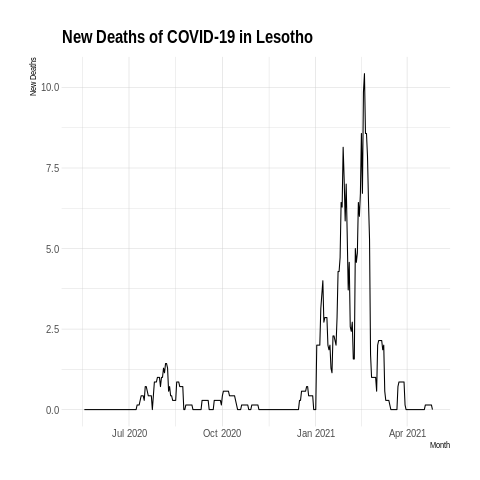 New Deaths of COVID-19 in Lesotho
New Deaths
10.0
7.5
5.0
2.5
0.0
Jul 2020 Oct 2020 Jan 2021 Apr 2021
Month